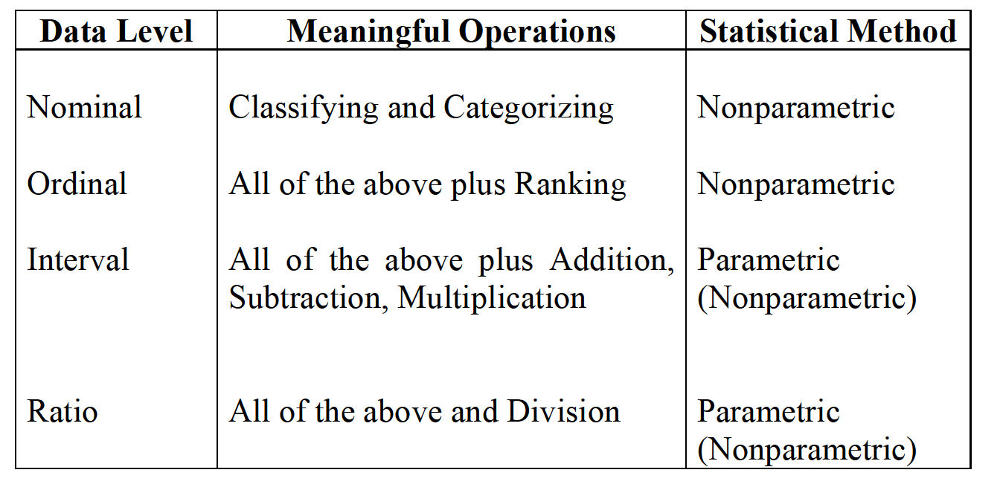 Data Level Meaningful Operations Statistical Method
Nominal Classifying and Categorizing Nonparametric
Ordinal All of the above plus Ranking Nonparametric
Interval All of the above plus Addition, Parametric
Subtraction, Multiplication (Nonparametric)
Ratio All of the above and Division Parametric
(Nonparametric)